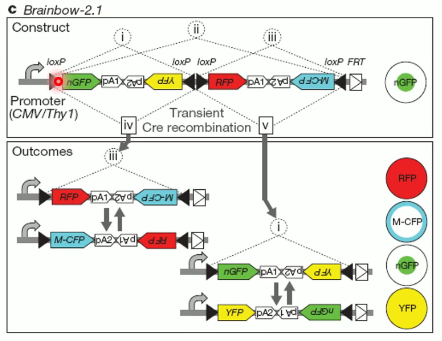 c Brainbow-2.1
Construct
i
ii
iii
loxP
loxP loxP
loxP FRT
nGFP pA1 pA2 YFP RFP pA1 pA2 M-CFP
nGFP
Promoter
(CMV/Thy1)
iv
Transient
Cre recombination
v
Outcomes
iii
RFP pA1 pA2 M-CFP
M-CFP pA2 pA1 RFP
i
nGFP pA1 pA2 YFP
YFP pA2 pA1 nGFP
RFP
M-CFP
nGFP
YFP